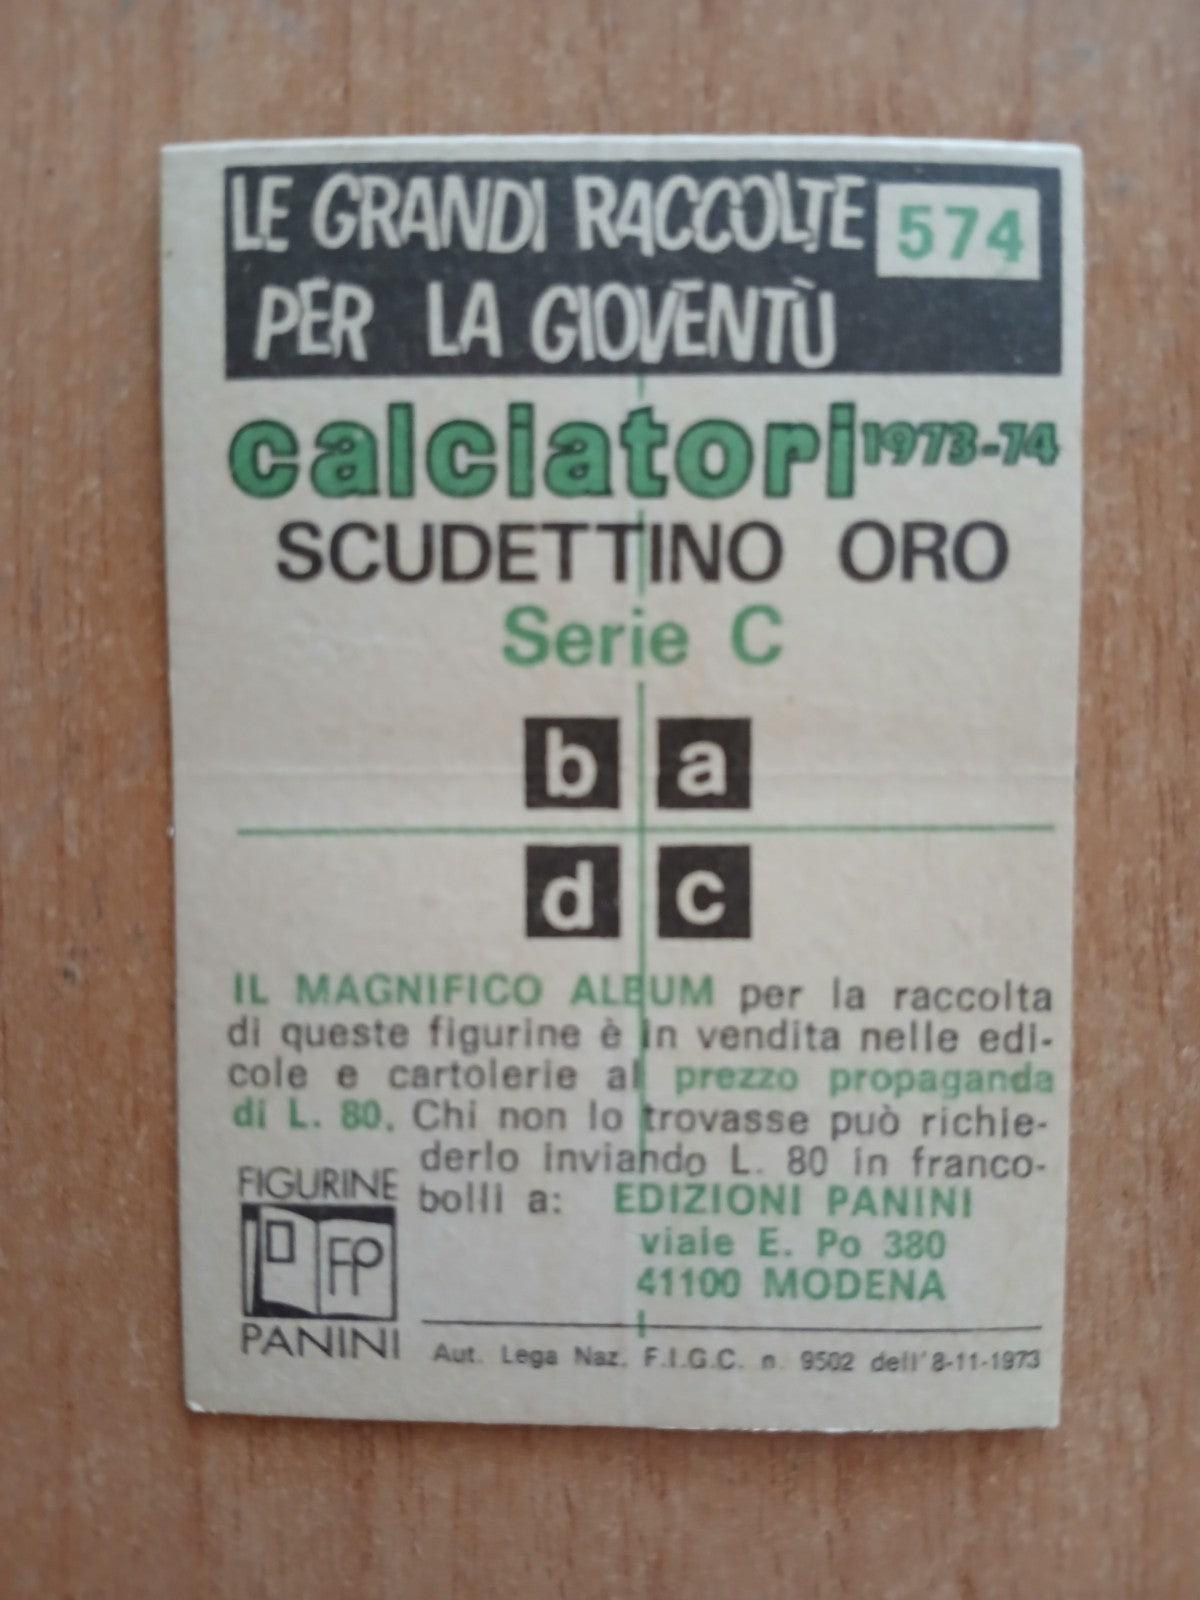 LE GRANDI RACCOLTE 574
PER LA GIOVENTÙ
calciatori 1973-74
SCUDETTINO ORO
Serie C
b a
d c
IL MAGNIFICO ALBUM per la raccolta
di queste figurine è in vendita nelle edi-
cole e cartolerie al prezzo propaganda
di L. 80. Chi non lo trovasse può richie-
derlo inviando L. 80 in franco-
bolli a: EDIZIONI PANINI
viale E. Po 380
41100 MODENA
FIGURINE
FP
PANINI
Aut. Lega Naz. F.I.G.C. n. 9502 dell'8-11-1973